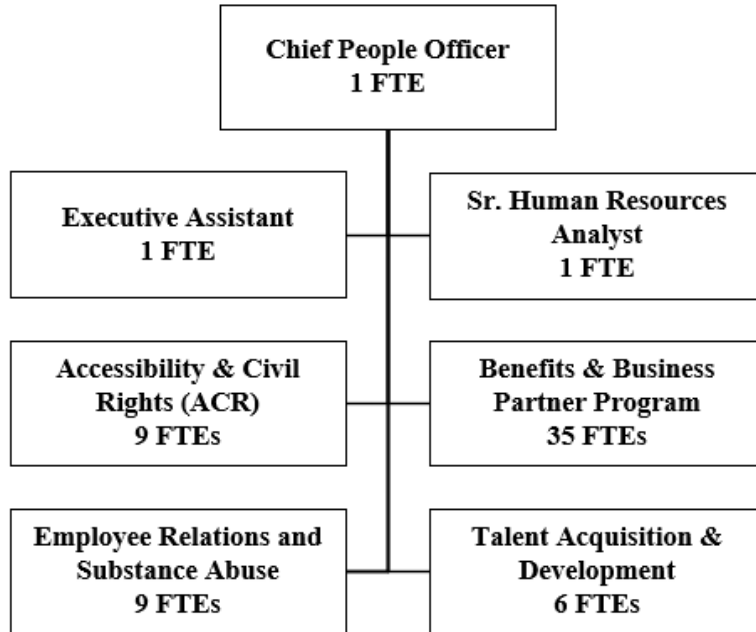 Chief People Officer
1 FTE
Executive Assistant
1 FTE
Sr. Human Resources
Analyst
1 FTE
Accessibility & Civil
Rights (ACR)
9 FTEs
Benefits & Business
Partner Program
35 FTEs
Employee Relations and
Substance Abuse
9 FTEs
Talent Acquisition &
Development
6 FTEs